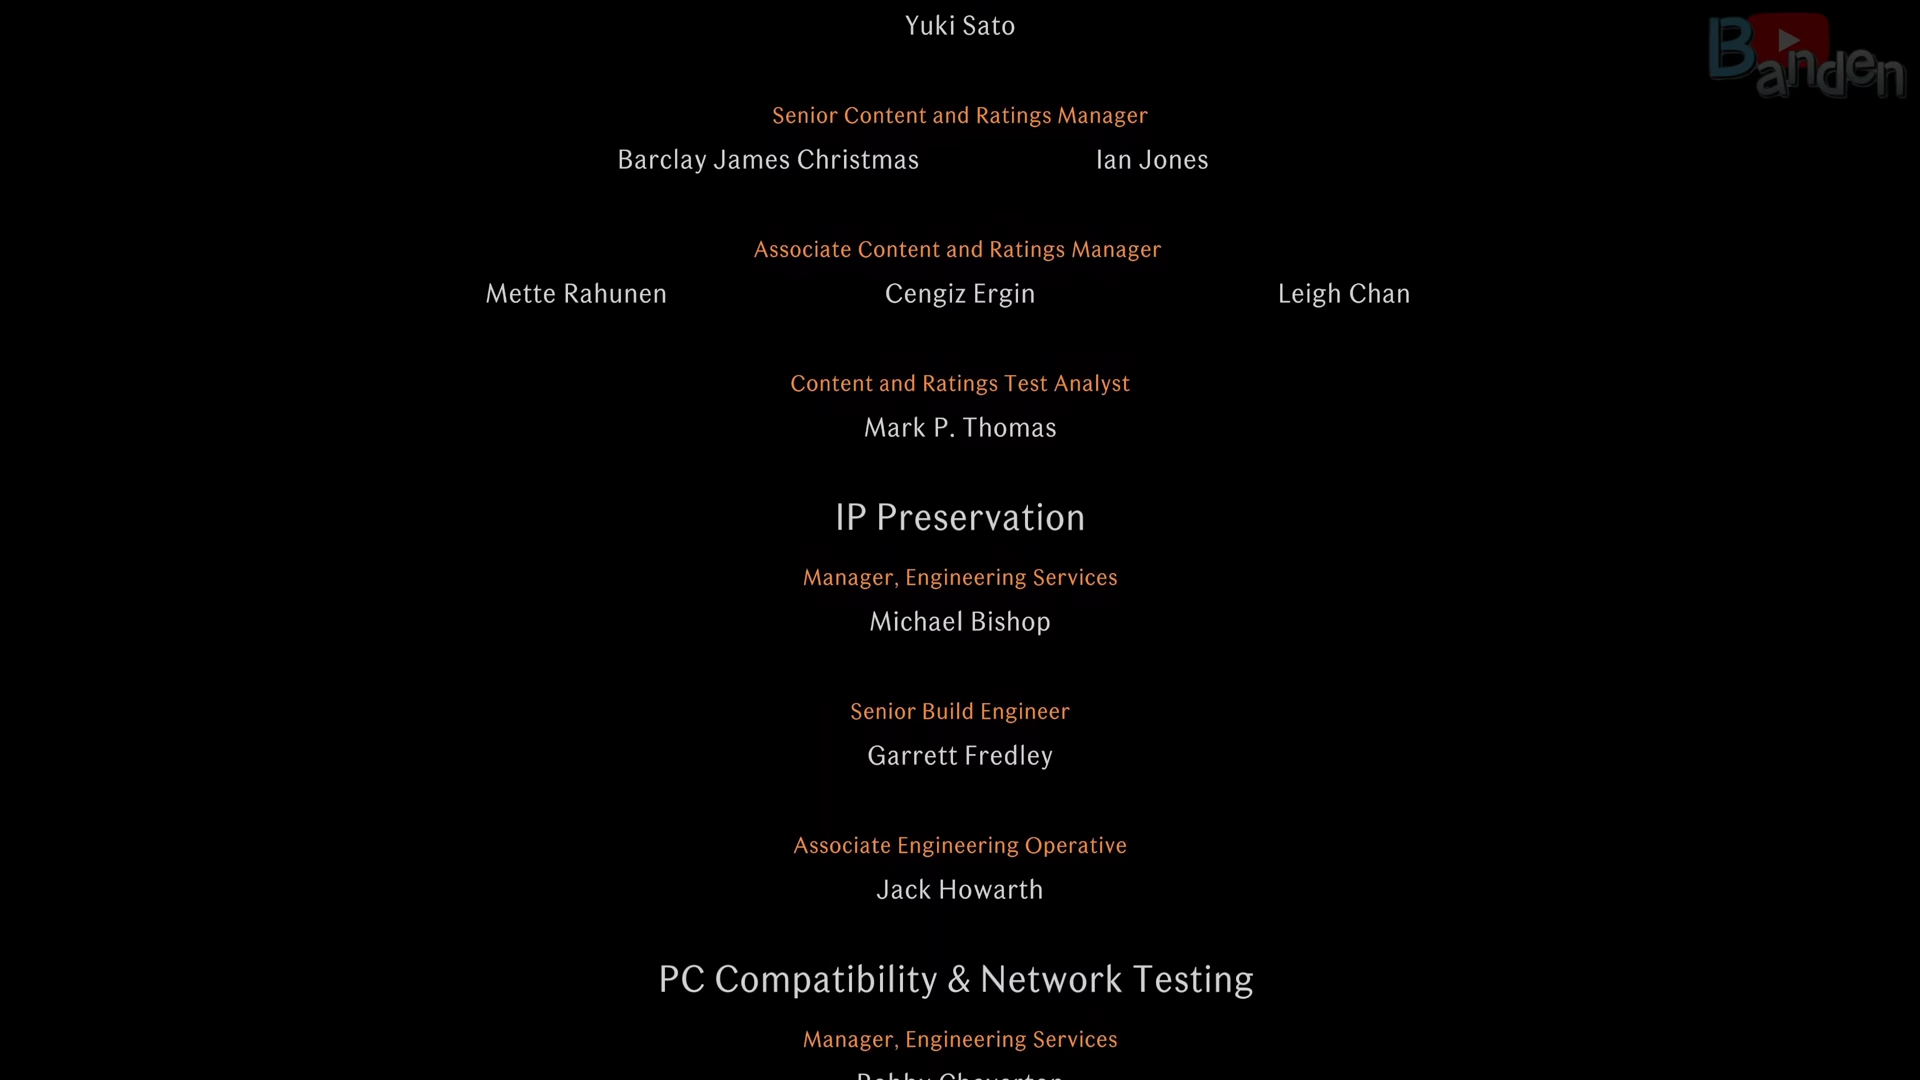 Yuki Sato
Banden
Senior Content and Ratings Manager
Barclay James Christmas Ian Jones
Associate Content and Ratings Manager
Mette Rahunen Cengiz Ergin Leigh Chan
Content and Ratings Test Analyst
Mark P. Thomas
IP Preservation
Manager, Engineering Services
Michael Bishop
Senior Build Engineer
Garrett Fredley
Associate Engineering Operative
Jack Howarth
PC Compatibility & Network Testing
Manager, Engineering Services